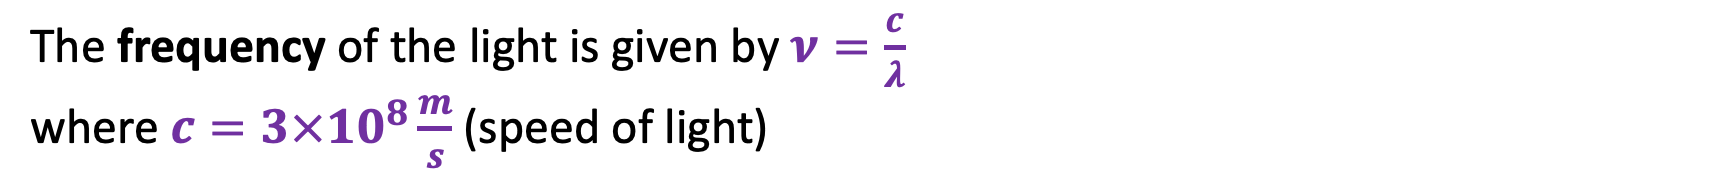 The frequency of the light is given by ν = c/λ
where c = 3×10⁸ m/s (speed of light)